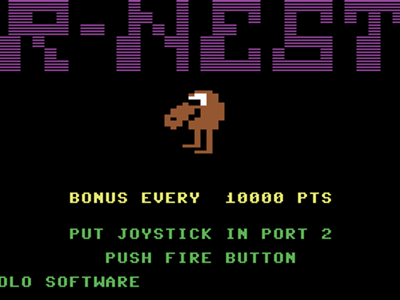 R-NEST
BONUS EVERY 10000 PTS
PUT JOYSTICK IN PORT 2
PUSH FIRE BUTTON
OLO SOFTWARE